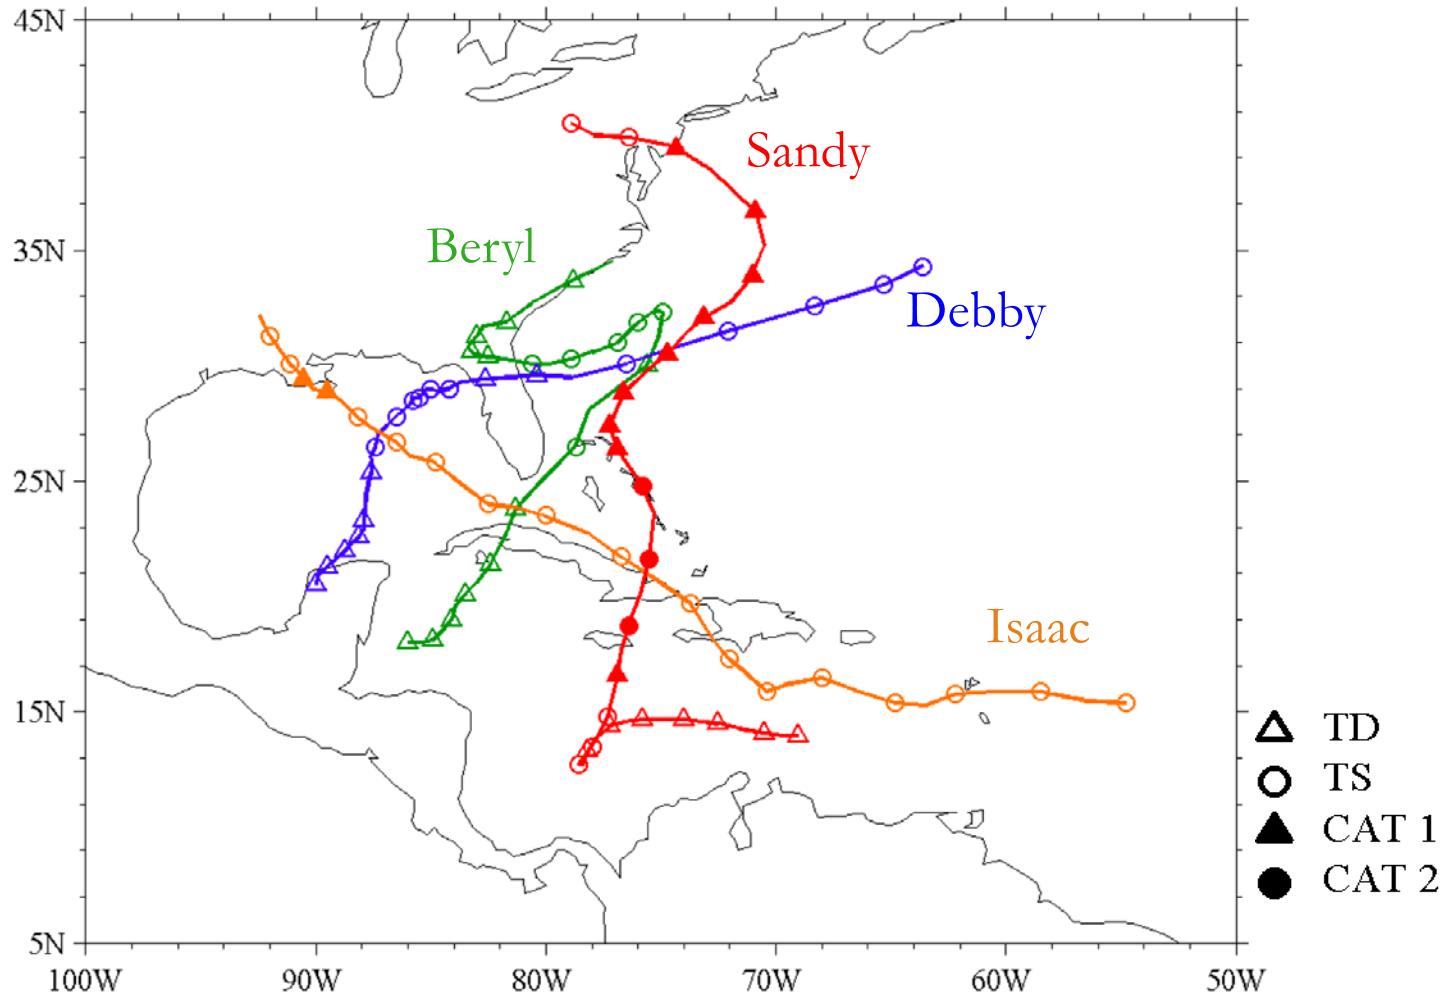 45N
Sandy
Beryl
35N
Debby
25N
Isaac
15N
TD
TS
CAT 1
CAT 2
5N
100W 90W 80W 70W 60W 50W